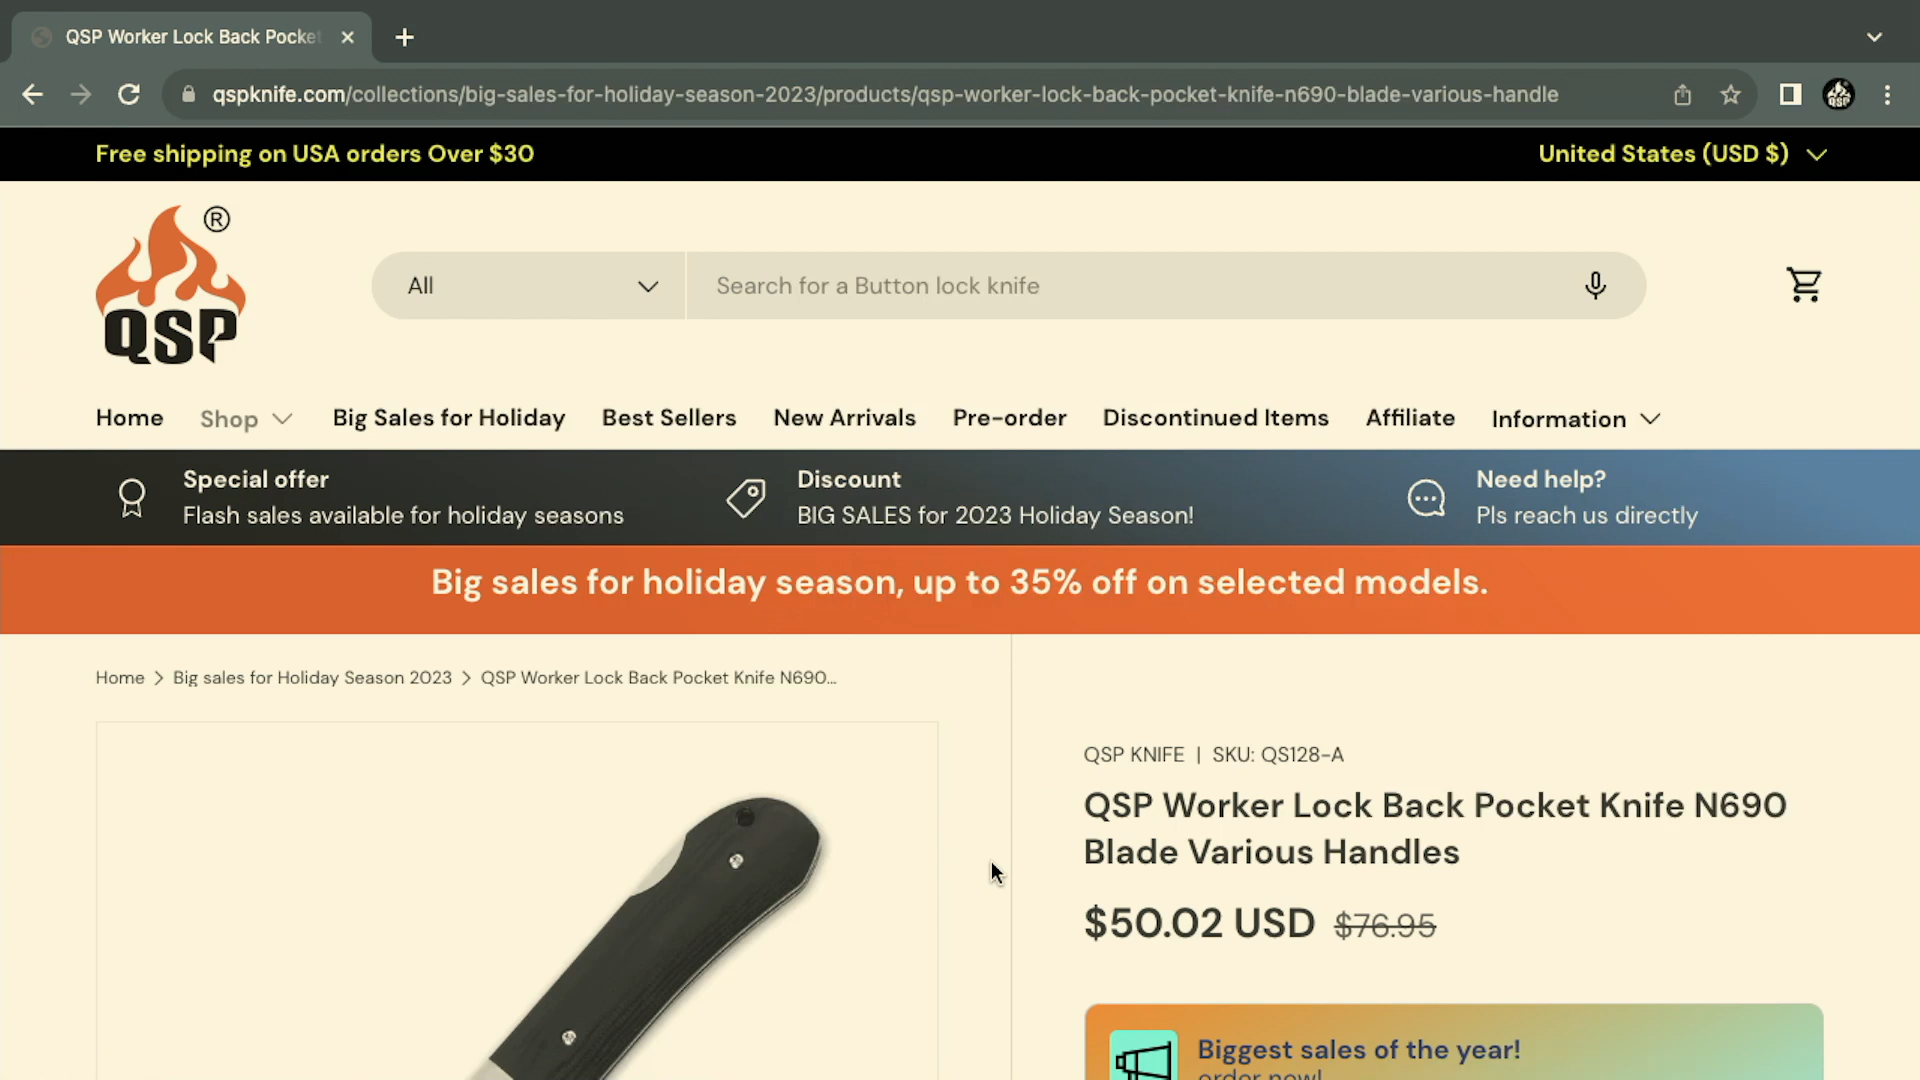 QSP Worker Lock Back Pocket
qspknife.com/collections/big-sales-for-holiday-season-2023/products/qsp-worker-lock-back-pocket-knife-n690-blade-various-handle
QSP
Free shipping on USA orders Over $30
United States (USD $)
®
QSP
All
Search for a Button lock knife
Home
Shop
Big Sales for Holiday
Best Sellers
New Arrivals
Pre-order
Discontinued Items
Affiliate
Information
Special offer
Flash sales available for holiday seasons
Discount
BIG SALES for 2023 Holiday Season!
Need help?
Pls reach us directly
Big sales for holiday season, up to 35% off on selected models.
Home > Big sales for Holiday Season 2023 > QSP Worker Lock Back Pocket Knife N690...
QSP KNIFE | SKU: QS128-A
QSP Worker Lock Back Pocket Knife N690
Blade Various Handles
$50.02 USD $76.95
Biggest sales of the year!
order now!